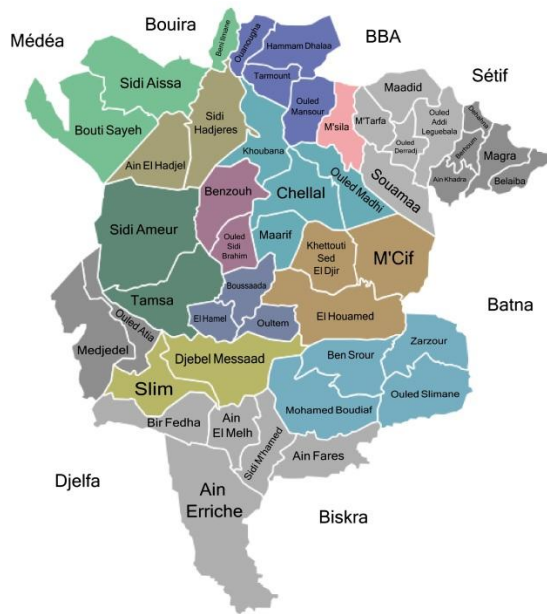 Bouira
Médéa
BBA
Sétif
Beni Ilmane
Ouanougha
Hammam Dhalaa
Tarmount
Sidi Aissa
Bouti Sayeh
Sidi
Hadjeres
Ain El Hadjel
Ouled
Mansour
M'sila
Maadid
M'Tarfa
Ouled
Addi
Leguebala
Ouled
Derradj
Dehahna
Berhoum
Magra
Ain Khadra
Belaiba
Souamaa
Khoubana
Benzouh
Chellal
Ouled Madhi
Ouled
Sidi
Brahim
Maarif
Khettouti
Sed
El Djir
M'Cif
Sidi Ameur
Tamsa
Boussaada
El Hamel
Oultem
El Houamed
Batna
Ouled Atia
Medjedel
Djebel Messaad
Slim
Ben Srour
Zarzour
Ouled Slimane
Mohamed Boudiaf
Bir Fedha
Ain
El Melh
Sidi M'hamed
Ain Fares
Ain
Erriche
Djelfa
Biskra